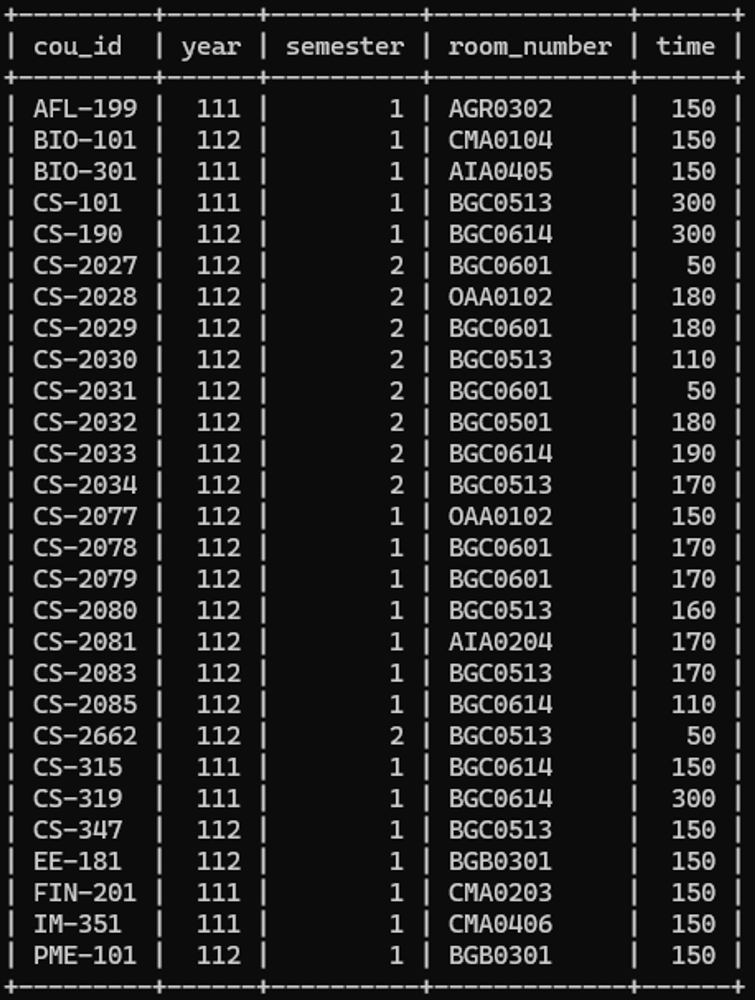 +----------+------+-----------+--------------+------+
| cou_id   | year | semester  | room_number  | time |
+----------+------+-----------+--------------+------+
| AFL-199  |  111 |         1 | AGR0302      |  150 |
| BIO-101  |  112 |         1 | CMA0104      |  150 |
| BIO-301  |  111 |         1 | AIA0405      |  150 |
| CS-101   |  111 |         1 | BGC0513      |  300 |
| CS-190   |  112 |         1 | BGC0614      |  300 |
| CS-2027  |  112 |         2 | BGC0601      |   50 |
| CS-2028  |  112 |         2 | OAA0102      |  180 |
| CS-2029  |  112 |         2 | BGC0601      |  180 |
| CS-2030  |  112 |         2 | BGC0513      |  110 |
| CS-2031  |  112 |         2 | BGC0601      |   50 |
| CS-2032  |  112 |         2 | BGC0501      |  180 |
| CS-2033  |  112 |         2 | BGC0614      |  190 |
| CS-2034  |  112 |         2 | BGC0513      |  170 |
| CS-2077  |  112 |         1 | OAA0102      |  150 |
| CS-2078  |  112 |         1 | BGC0601      |  170 |
| CS-2079  |  112 |         1 | BGC0601      |  170 |
| CS-2080  |  112 |         1 | BGC0513      |  160 |
| CS-2081  |  112 |         1 | AIA0204      |  170 |
| CS-2083  |  112 |         1 | BGC0513      |  170 |
| CS-2085  |  112 |         1 | BGC0614      |  110 |
| CS-2662  |  112 |         2 | BGC0513      |   50 |
| CS-315   |  111 |         1 | BGC0614      |  150 |
| CS-319   |  111 |         1 | BGC0614      |  300 |
| CS-347   |  112 |         1 | BGC0513      |  150 |
| EE-181   |  112 |         1 | BGB0301      |  150 |
| FIN-201  |  111 |         1 | CMA0203      |  150 |
| IM-351   |  111 |         1 | CMA0406      |  150 |
| PME-101  |  112 |         1 | BGB0301      |  150 |
+----------+------+-----------+--------------+------+